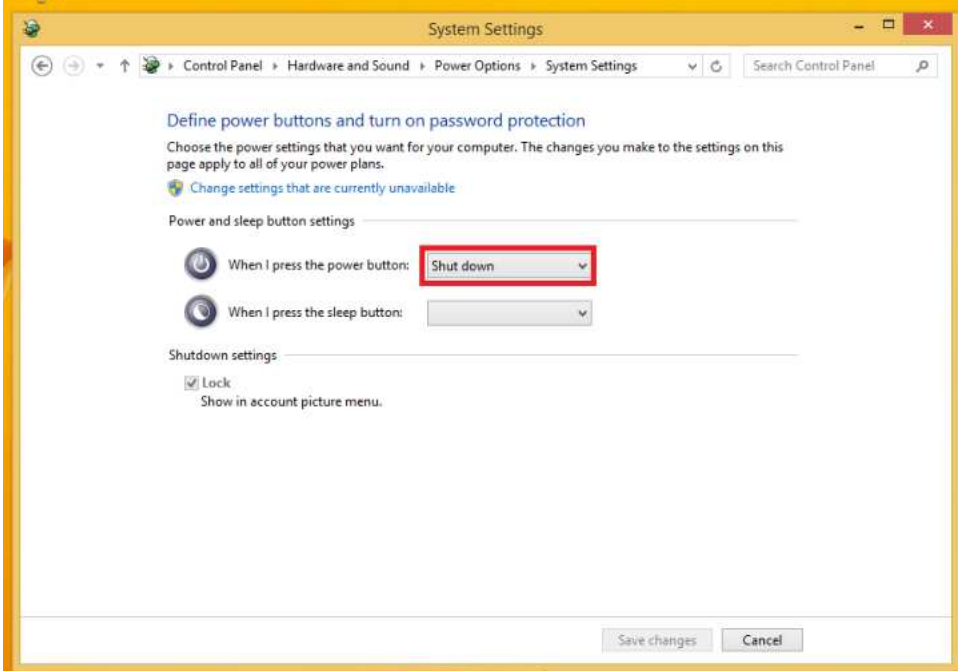 System Settings
Control Panel Hardware and Sound Power Options System Settings Search Control Panel
Define power buttons and turn on password protection
Choose the power settings that you want for your computer. The changes you make to the settings on this
page apply to all of your power plans.
Change settings that are currently unavailable
Power and sleep button settings
When I press the power button: Shut down
When I press the sleep button:
Shutdown settings
Lock
Show in account picture menu.
Save changes Cancel